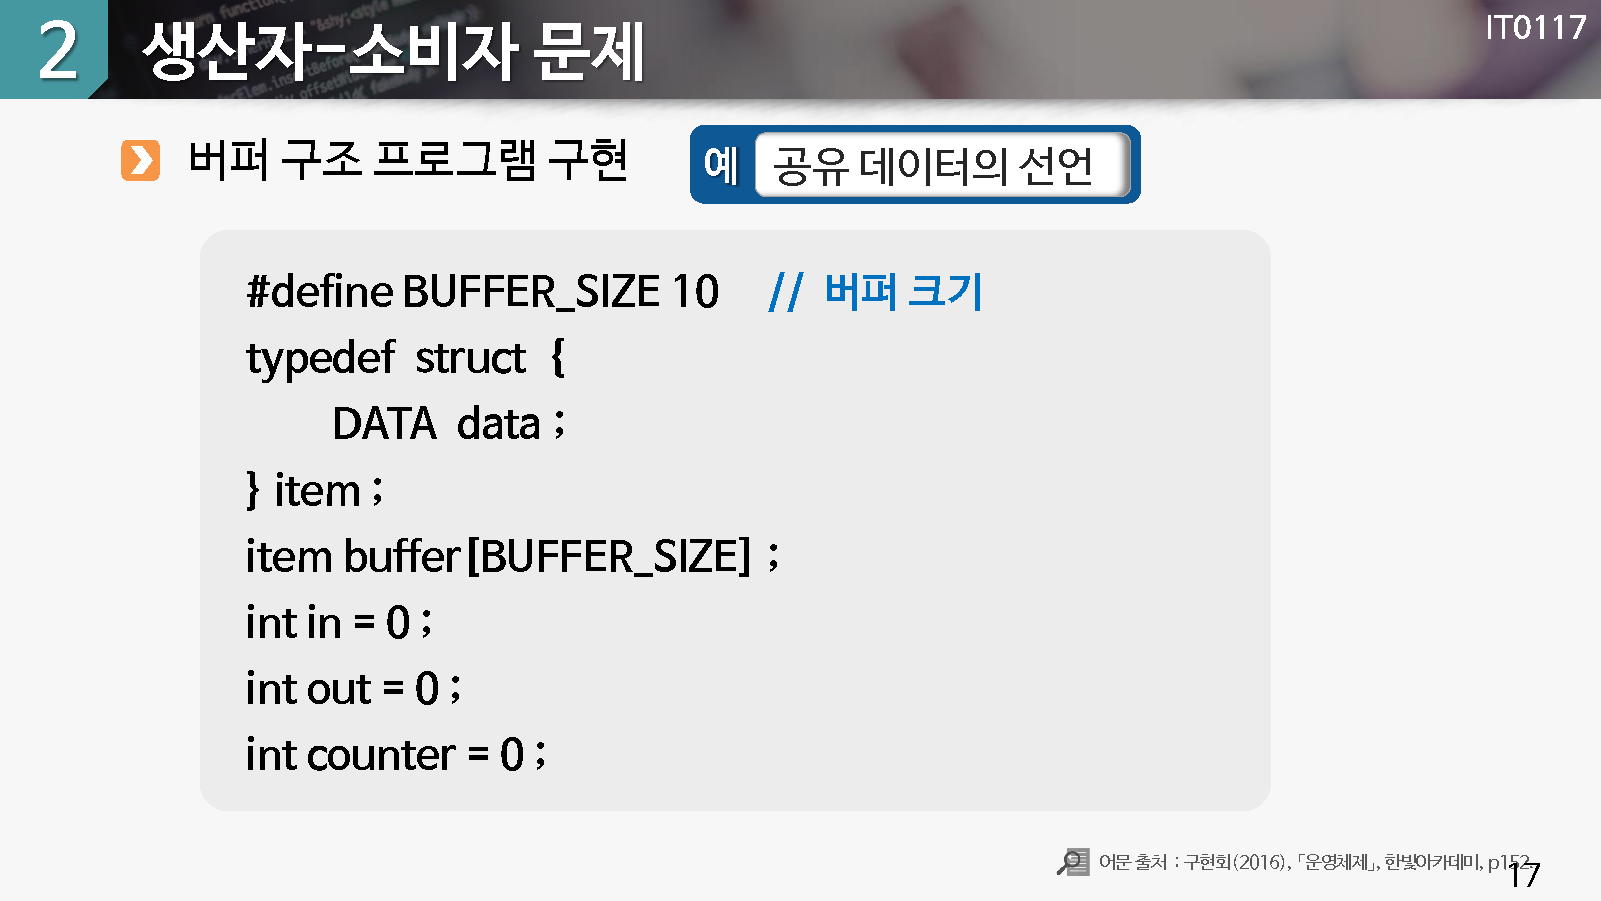 2 생산자-소비자 문제
IT0117
버퍼 구조 프로그램 구현
예 공유 데이터의 선언
#define BUFFER_SIZE 10 // 버퍼 크기
typedef struct {
DATA data ;
} item ;
item buffer[BUFFER_SIZE] ;
int in = 0 ;
int out = 0 ;
int counter = 0 ;
어문 출처 : 구현회(2016), 「운영체제」, 한빛아카데미, p152.
17